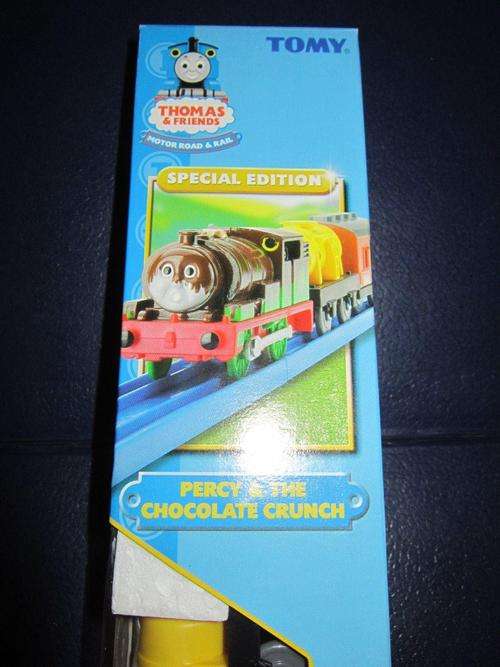 TOMY
THOMAS
& FRIENDS
MOTOR ROAD & RAIL
SPECIAL EDITION
PERCY & THE
CHOCOLATE CRUNCH